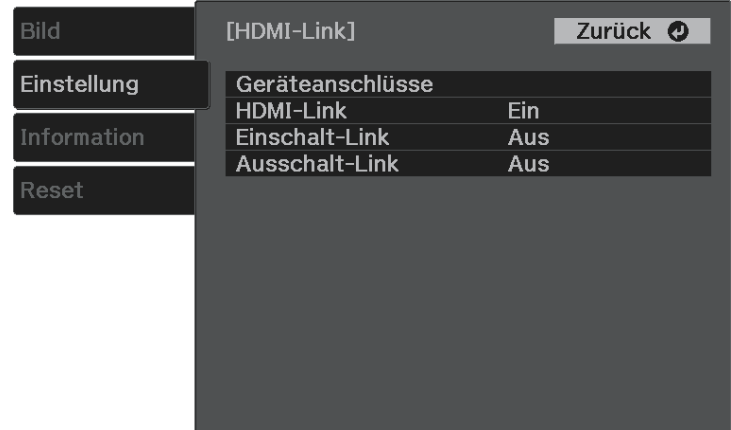 Bild
Einstellung
Information
Reset
[HDMI-Link]
Zurück
Geräteanschlüsse
HDMI-Link Ein
Einschalt-Link Aus
Ausschalt-Link Aus